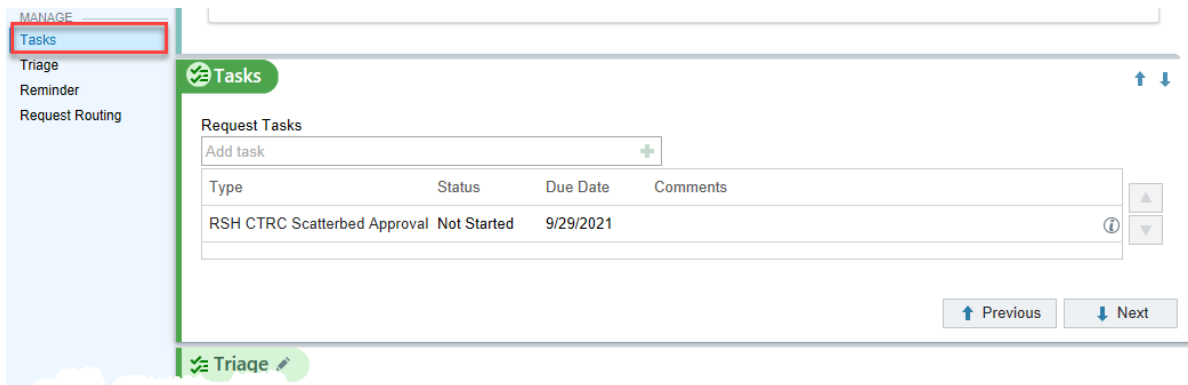 MANAGE
Tasks
Triage
Reminder
Request Routing
Tasks
Request Tasks
Add task
Type Status Due Date Comments
RSH CTRC Scatterbed Approval Not Started 9/29/2021
Previous Next
Triage